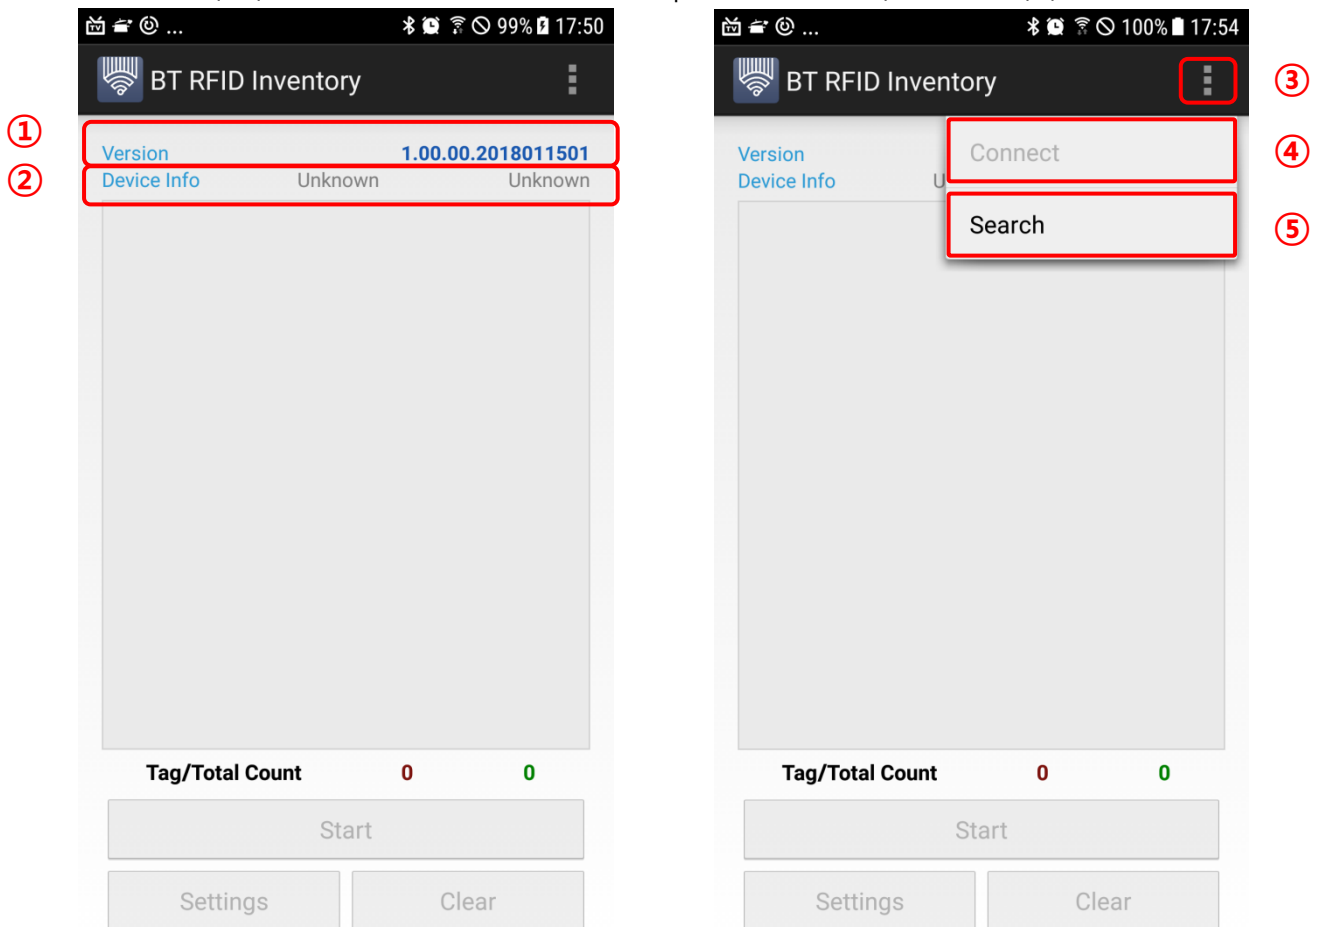 ... 99% 17:50
BT RFID Inventory
① Version 1.00.00.2018011501
② Device Info Unknown Unknown
Tag/Total Count 0 0
Start
Settings Clear
... 100% 17:54
BT RFID Inventory ③
Version Connect ④
Device Info U
Search ⑤
Tag/Total Count 0 0
Start
Settings Clear